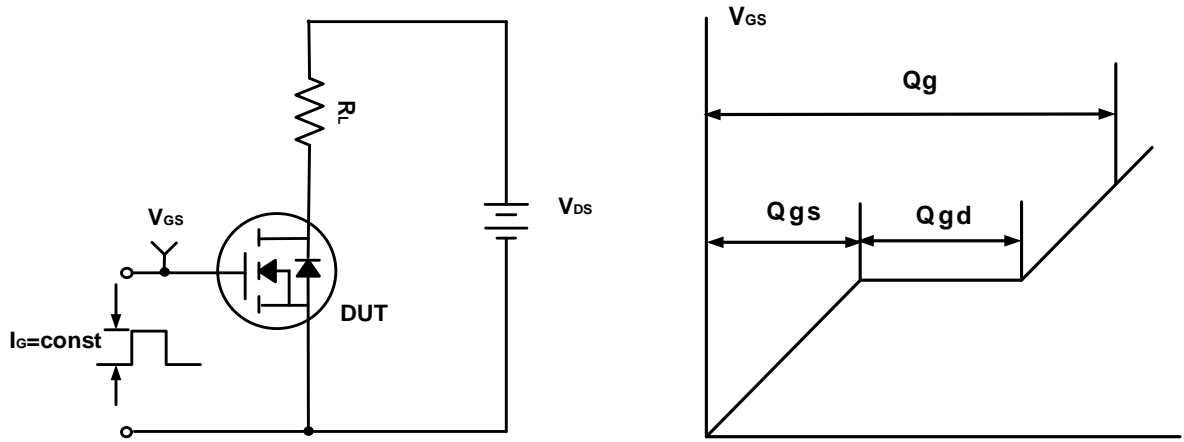 RL
VDS
VGS
DUT
IG=const
VGS
Qg
Qgs
Qgd